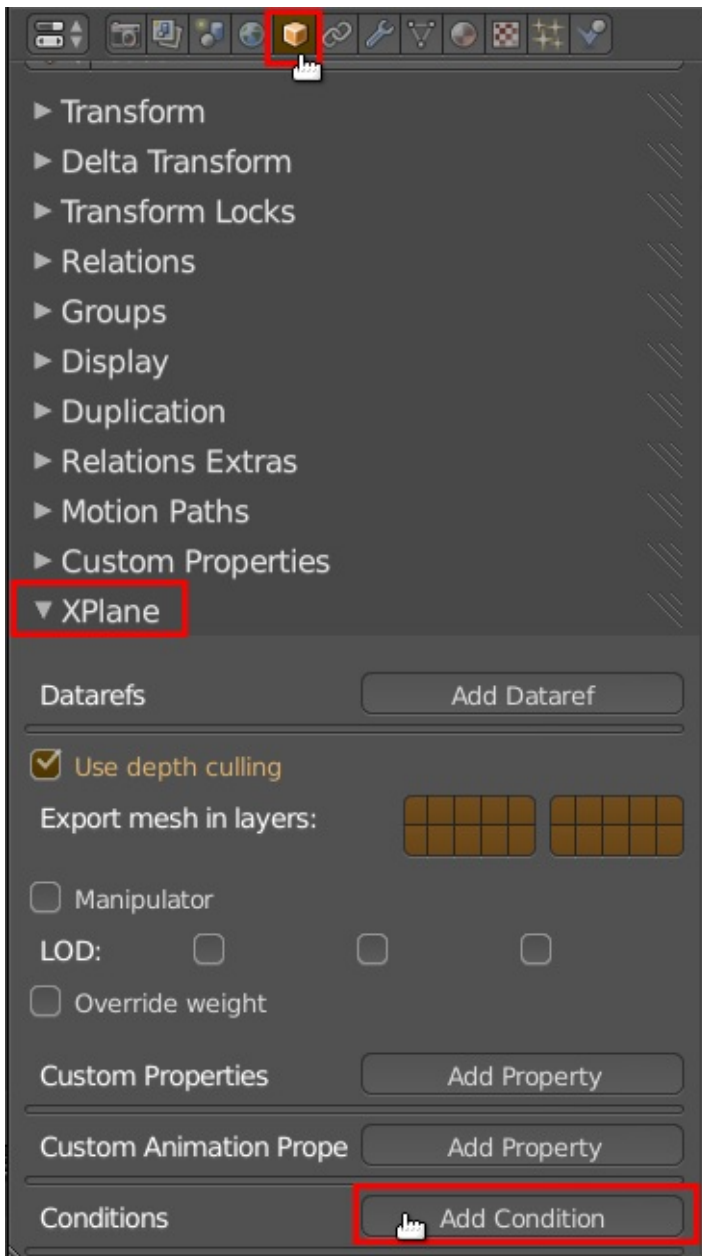 Transform
Delta Transform
Transform Locks
Relations
Groups
Display
Duplication
Relations Extras
Motion Paths
Custom Properties
XPlane
Datarefs Add Dataref
Use depth culling
Export mesh in layers:
Manipulator
LOD:
Override weight
Custom Properties Add Property
Custom Animation Prope Add Property
Conditions Add Condition